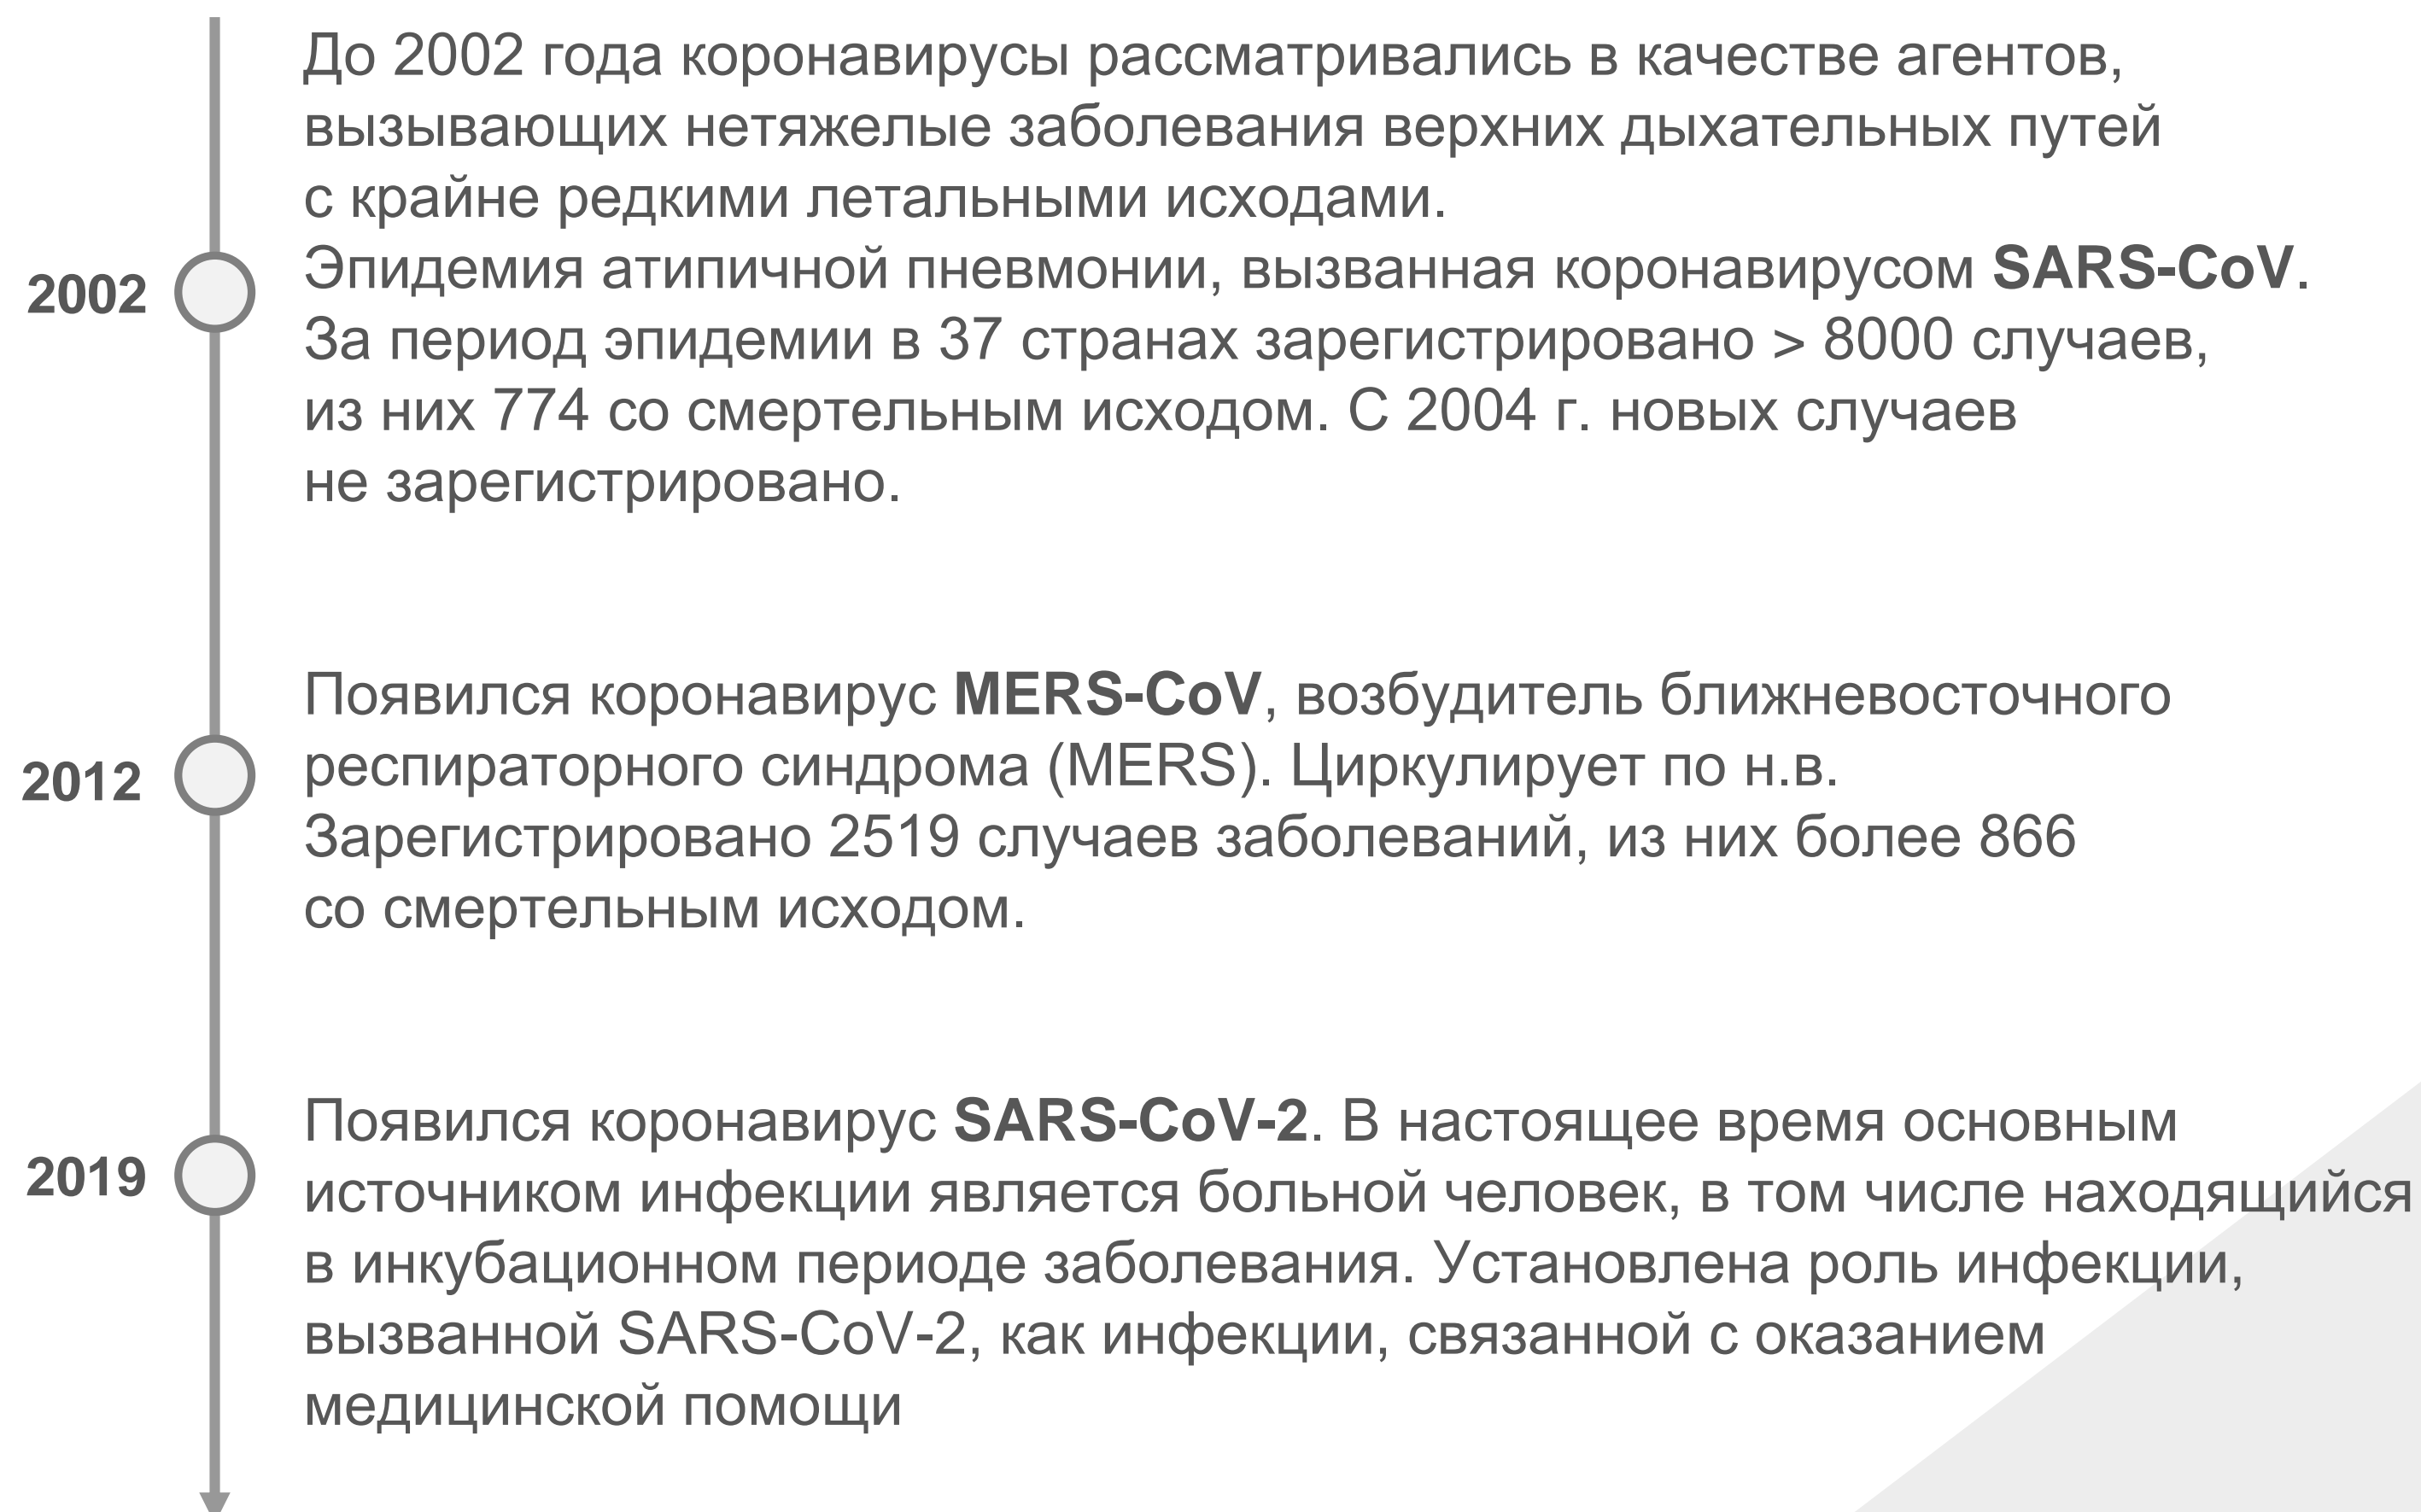 До 2002 года коронавирусы рассматривались в качестве агентов,
вызывающих нетяжелые заболевания верхних дыхательных путей
с крайне редкими летальными исходами.
2002
Эпидемия атипичной пневмонии, вызванная коронавирусом SARS-CoV.
За период эпидемии в 37 странах зарегистрировано > 8000 случаев,
из них 774 со смертельным исходом. С 2004 г. новых случаев
не зарегистрировано.
2012
Появился коронавирус MERS-CoV, возбудитель ближневосточного
респираторного синдрома (MERS). Циркулирует по н.в.
Зарегистрировано 2519 случаев заболеваний, из них более 866
со смертельным исходом.
2019
Появился коронавирус SARS-CoV-2. В настоящее время основным
источником инфекции является больной человек, в том числе находящийся
в инкубационном периоде заболевания. Установлена роль инфекции,
вызванной SARS-CoV-2, как инфекции, связанной с оказанием
медицинской помощи